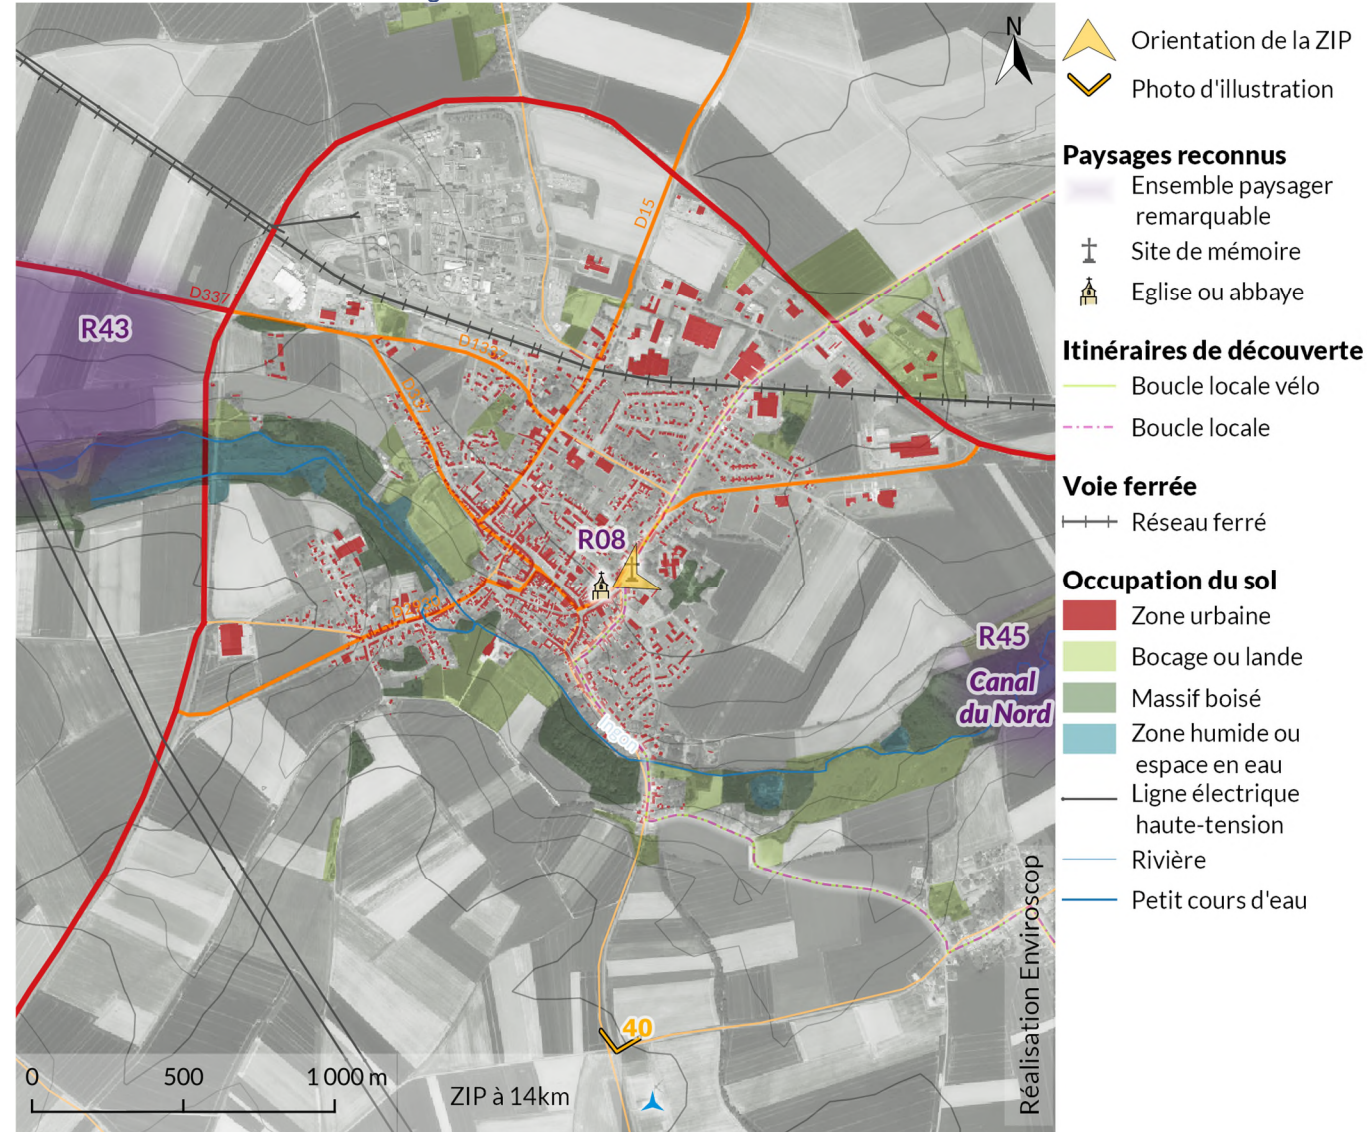 N
D15
D337
R43
D337
R08
R45
Canal
du Nord
Ingon
40
0
500
1 000 m
ZIP à 14km
Réalisation Enviroscop
Orientation de la ZIP
Photo d'illustration
Paysages reconnus
Ensemble paysager
remarquable
Site de mémoire
Eglise ou abbaye
Itinéraires de découverte
Boucle locale vélo
Boucle locale
Voie ferrée
Réseau ferré
Occupation du sol
Zone urbaine
Bocage ou lande
Massif boisé
Zone humide ou
espace en eau
Ligne électrique
haute-tension
Rivière
Petit cours d'eau